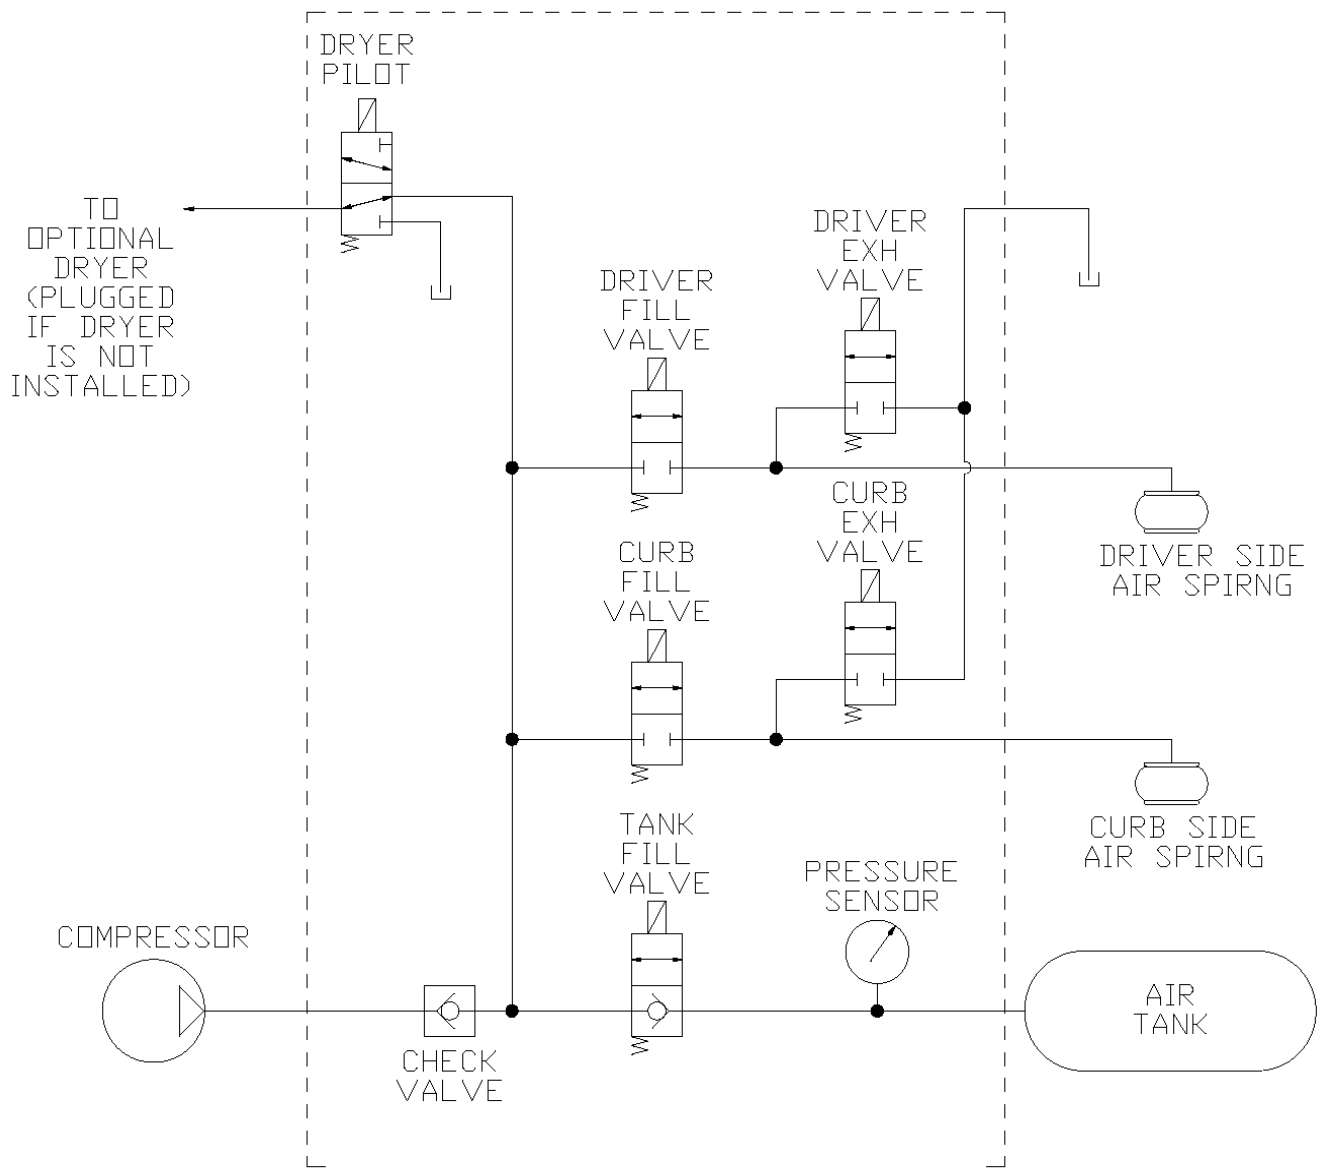 DRYER
PILOT
TO
OPTIONAL
DRYER
(PLUGGED
IF DRYER
IS NOT
INSTALLED)
DRIVER
EXH
VALVE
DRIVER
FILL
VALVE
CURB
EXH
VALVE
DRIVER SIDE
AIR SPIRNG
CURB
FILL
VALVE
CURB SIDE
AIR SPIRNG
TANK
FILL
VALVE
PRESSURE
SENSOR
COMPRESSOR
AIR
TANK
CHECK
VALVE